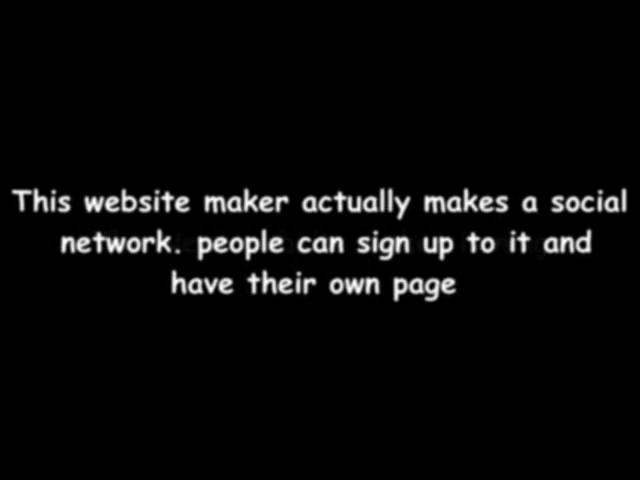 This website maker actually makes a social
network. people can sign up to it and
have their own page